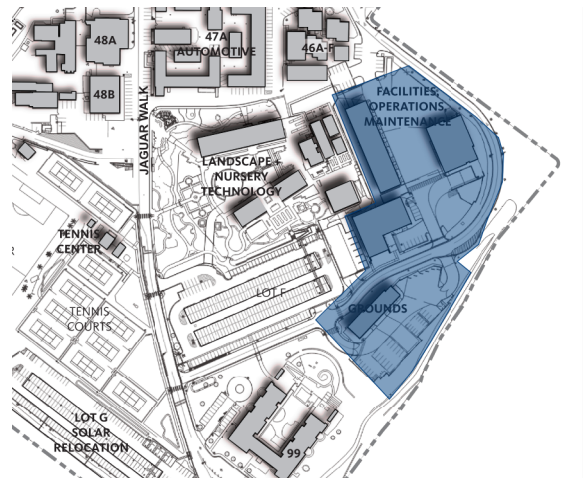 47A
AUTOMOTIVE
48A
46A-F
48B
FACILITIES,
OPERATIONS,
MAINTENANCE
JAGUAR WALK
LANDSCAPE +
NURSERY
TECHNOLOGY
TENNIS
CENTER
R
LOT F
TENNIS
COURTS
GROUNDS
LOT G
SOLAR
RELOCATION
99